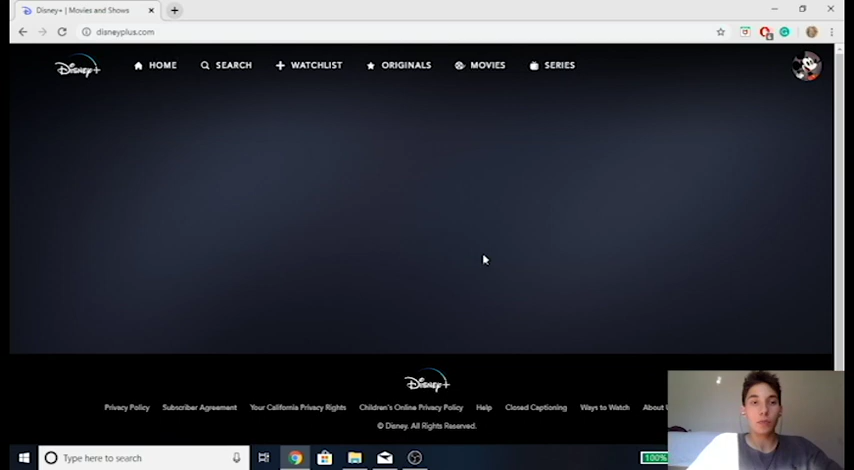 Disney+ | Movies and Shows
disneyplus.com
Disney+
HOME
SEARCH
WATCHLIST
ORIGINALS
MOVIES
SERIES
Disney+
Privacy Policy
Subscriber Agreement
Your California Privacy Rights
Children's Online Privacy Policy
Help
Closed Captioning
Ways to Watch
About
© Disney. All Rights Reserved.
Type here to search
100%